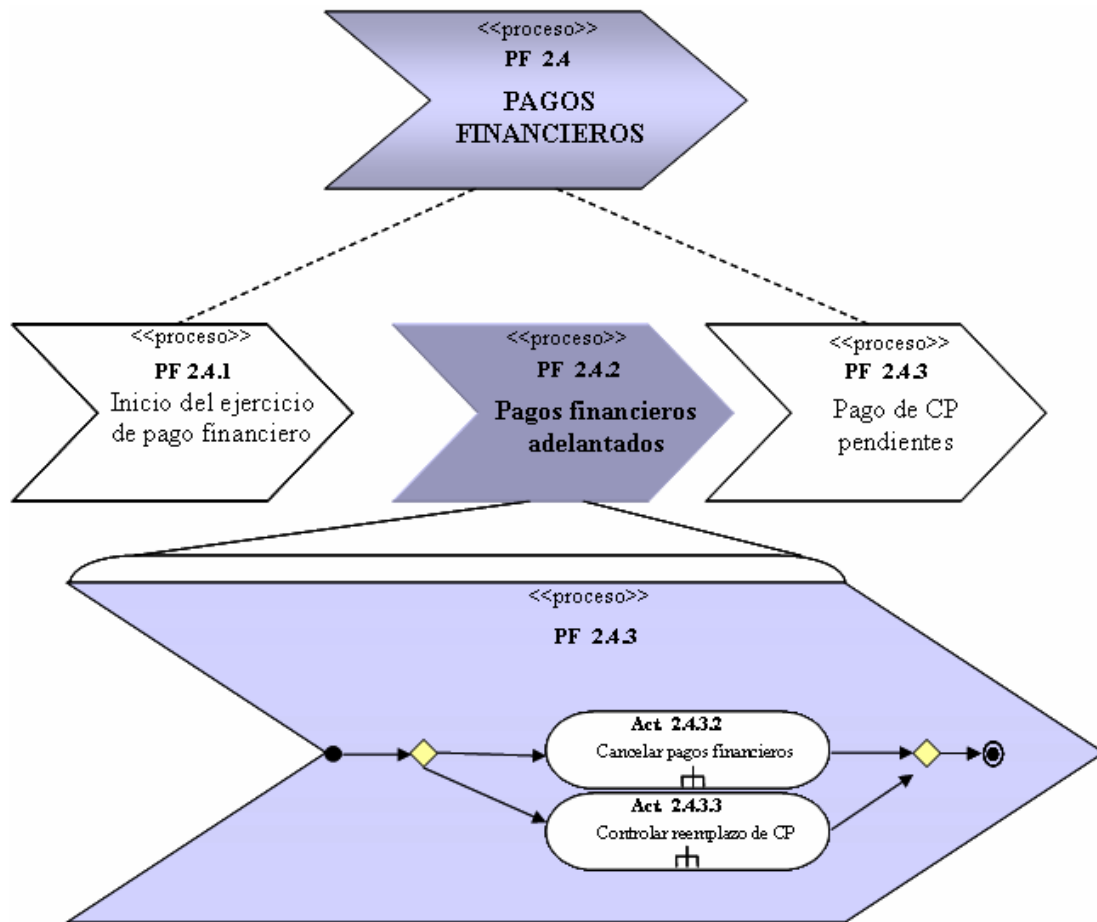 <<proceso>>
PF 2.4
PAGOS
FINANCIEROS
<<proceso>>
PF 2.4.1
Inicio del ejercicio
de pago financiero
<<proceso>>
PF 2.4.2
Pagos financieros
adelantados
<<proceso>>
PF 2.4.3
Pago de CP
pendientes
<<proceso>>
PF 2.4.3
Act. 2.4.3.2
Cancelar pagos financieros
Act. 2.4.3.3
Controlar reemplazo de CP